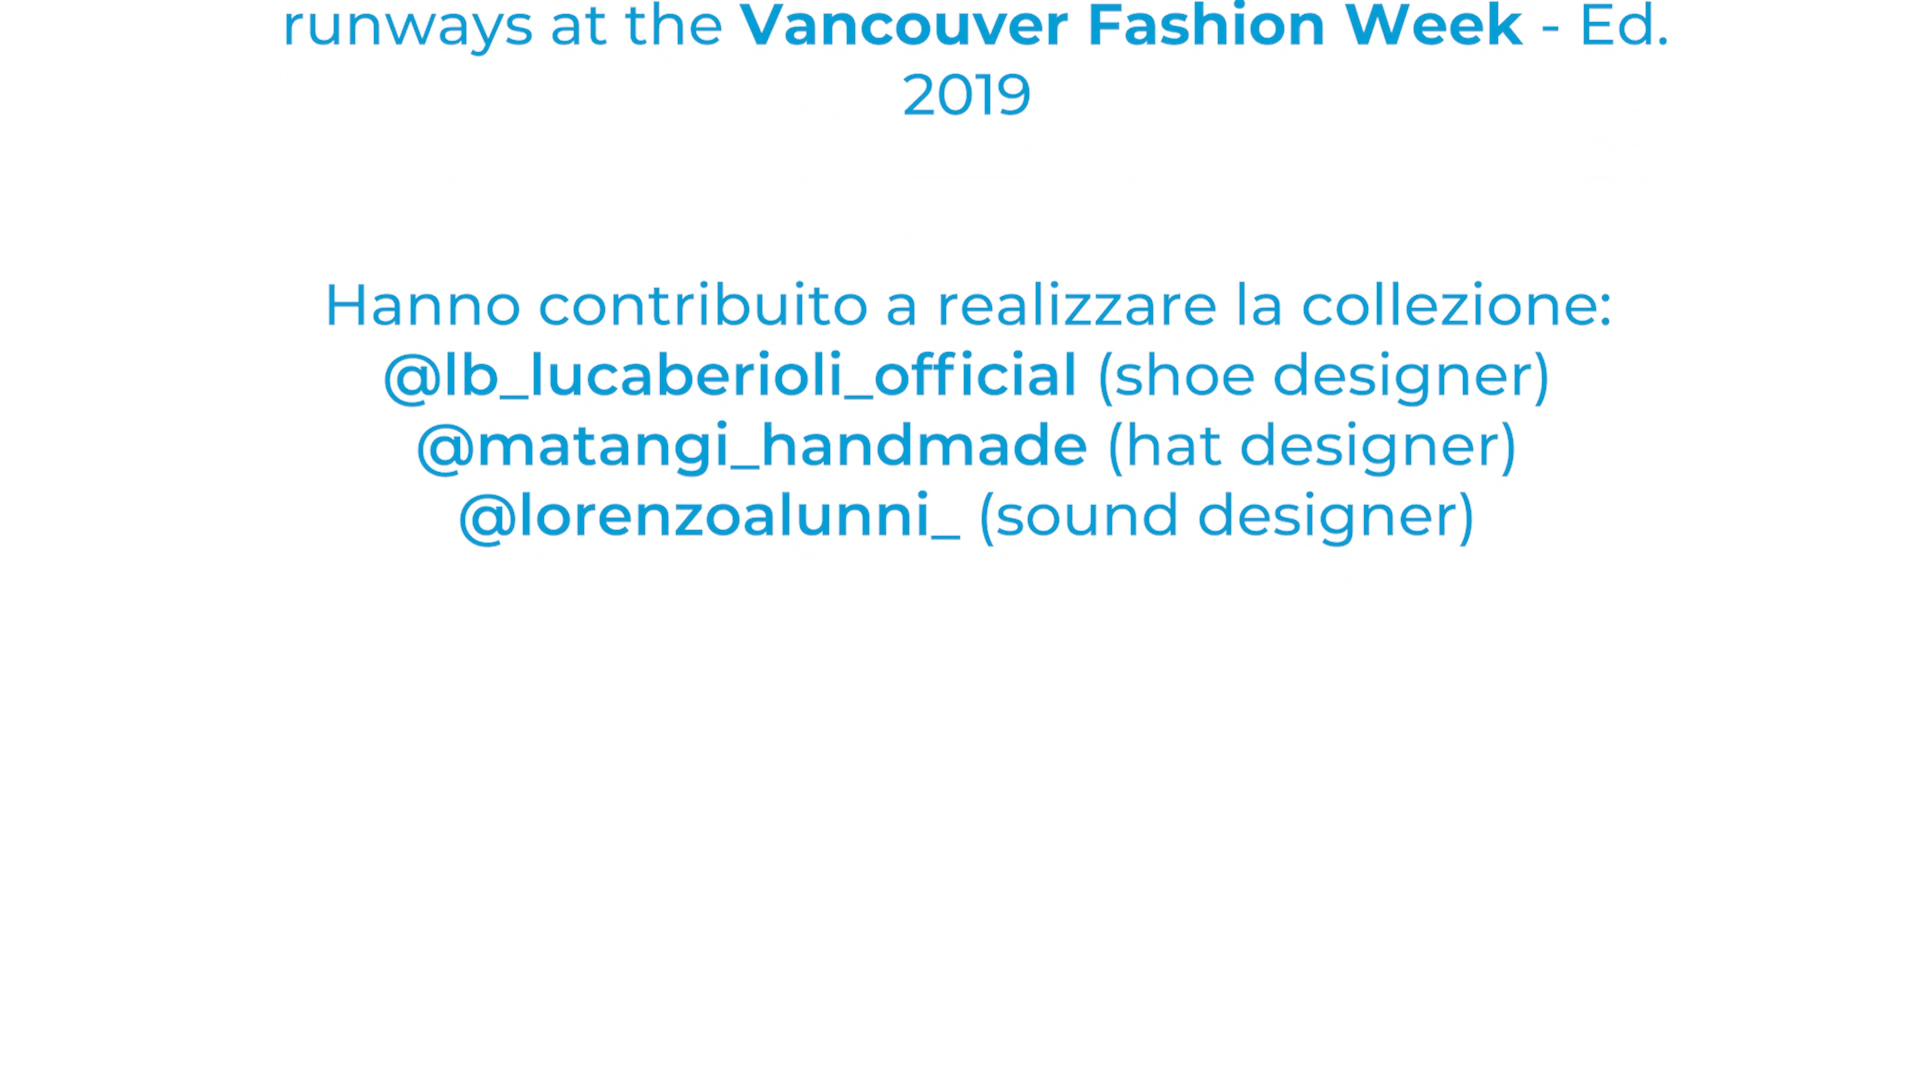 runways at the Vancouver Fashion Week - Ed.
2019
Hanno contribuito a realizzare la collezione:
@lb_lucaberioli_official (shoe designer)
@matangi_handmade (hat designer)
@lorenzoalunni_ (sound designer)